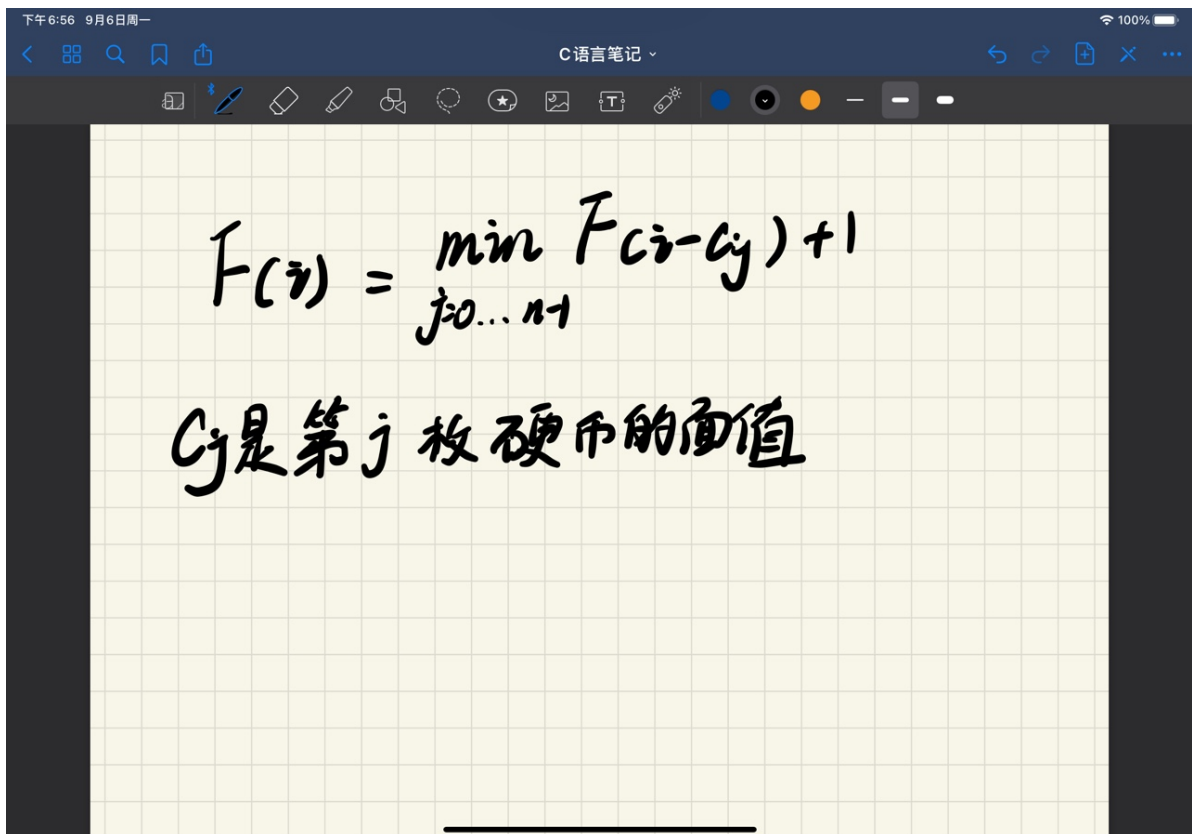 下午6:56 9月6日周一
100%
C语言笔记
F(i) = min F(i-Cj)+1
j=0...n-1
Cj是第j枚硬币的面值